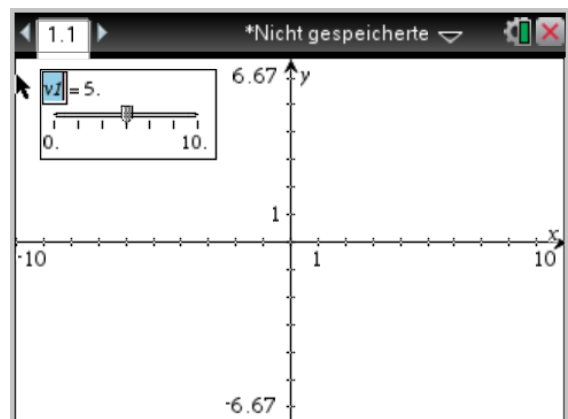 1.1 *Nicht gespeicherte
v1 = 5.
0. 10.
6.67 y
1
x
-10 1 10
-6.67